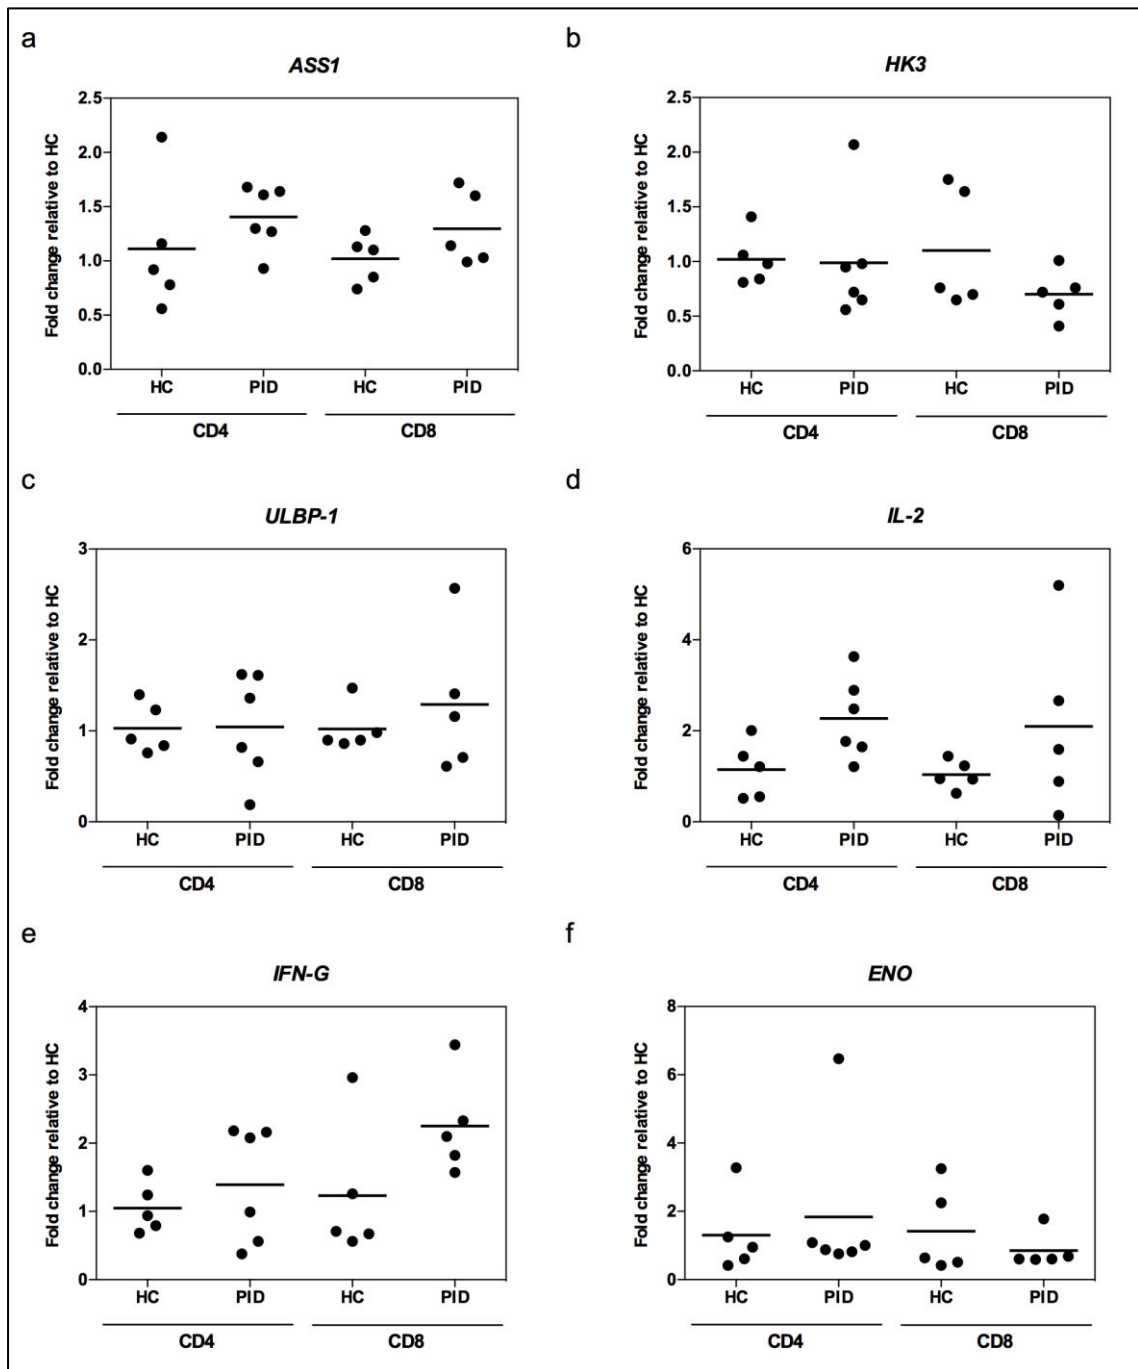 a
ASS1
Fold change relative to HC
2.5
2.0
1.5
1.0
0.5
0.0
HC PID HC PID
CD4 CD8
b
HK3
Fold change relative to HC
2.5
2.0
1.5
1.0
0.5
0.0
HC PID HC PID
CD4 CD8
c
ULBP-1
Fold change relative to HC
3
2
1
0
HC PID HC PID
CD4 CD8
d
IL-2
Fold change relative to HC
6
4
2
0
HC PID HC PID
CD4 CD8
e
IFN-G
Fold change relative to HC
4
3
2
1
0
HC PID HC PID
CD4 CD8
f
ENO
Fold change relative to HC
8
6
4
2
0
HC PID HC PID
CD4 CD8